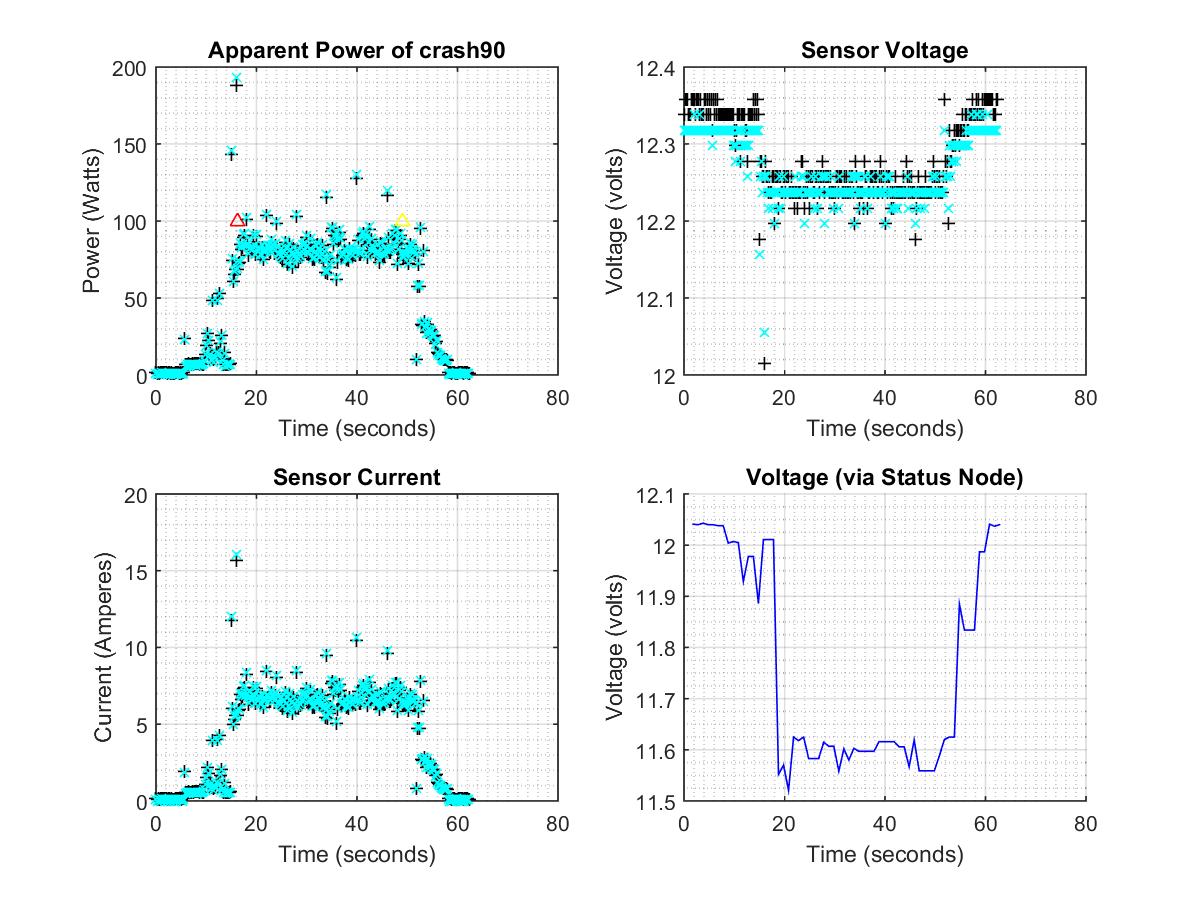 Apparent Power of crash90
200
150
100
50
0
Power (Watts)
0 20 40 60 80
Time (seconds)
Sensor Voltage
12.4
12.3
12.2
12.1
12
Voltage (volts)
0 20 40 60 80
Time (seconds)
Sensor Current
20
15
10
5
0
Current (Amperes)
0 20 40 60 80
Time (seconds)
Voltage (via Status Node)
12.1
12
11.9
11.8
11.7
11.6
11.5
Voltage (volts)
0 20 40 60 80
Time (seconds)